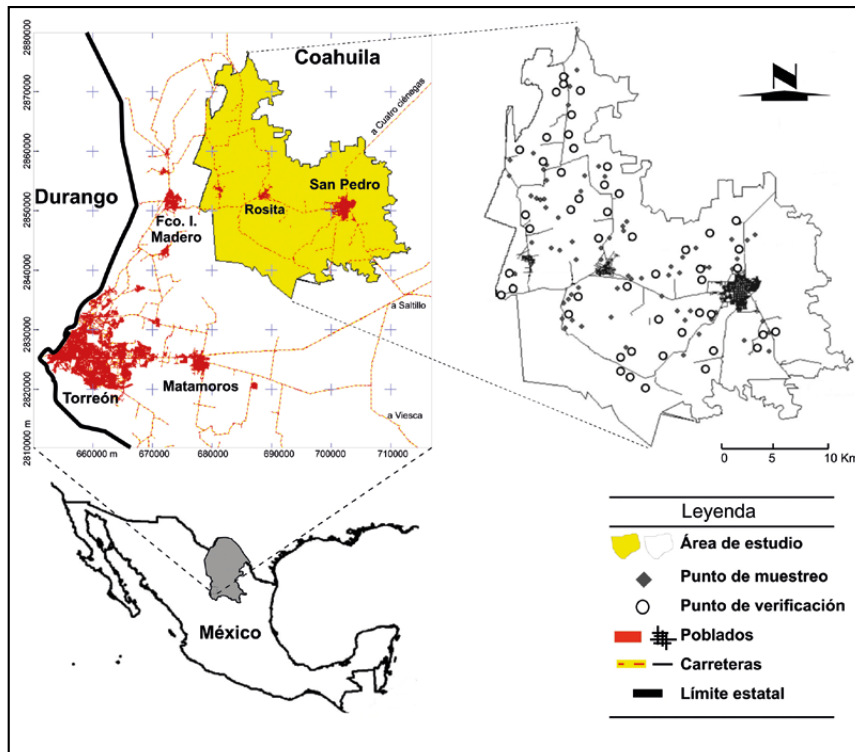 Coahuila
a Cuatro ciénegas
Durango
San Pedro
Rosita
Fco. I.
Madero
a Saltillo
Matamoros
Torreón
a Viesca
2880000
2870000
2860000
2850000
2840000
2830000
2820000
2810000 m
660000 m
670000
680000
690000
700000
710000
N
0 5 10 Km
México
Leyenda
Área de estudio
Punto de muestreo
Punto de verificación
Poblados
Carreteras
Límite estatal